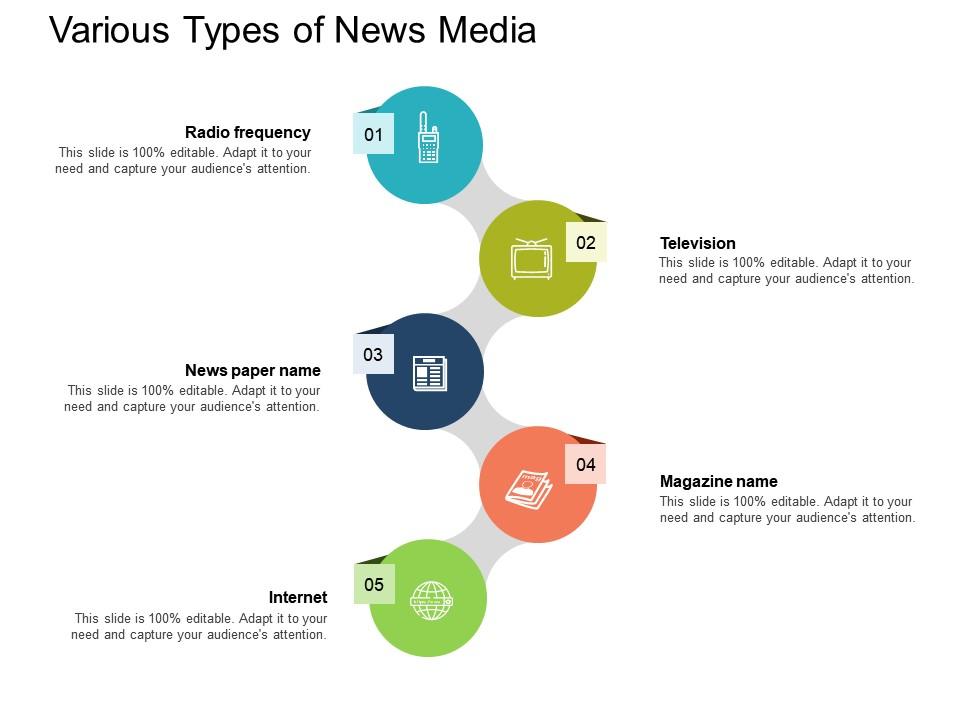 Various Types of News Media
01
Radio frequency
This slide is 100% editable. Adapt it to your
need and capture your audience's attention.
02
Television
This slide is 100% editable. Adapt it to your
need and capture your audience's attention.
03
News paper name
This slide is 100% editable. Adapt it to your
need and capture your audience's attention.
04
mag
Magazine name
This slide is 100% editable. Adapt it to your
need and capture your audience's attention.
05
Internet
This slide is 100% editable. Adapt it to your
need and capture your audience's attention.